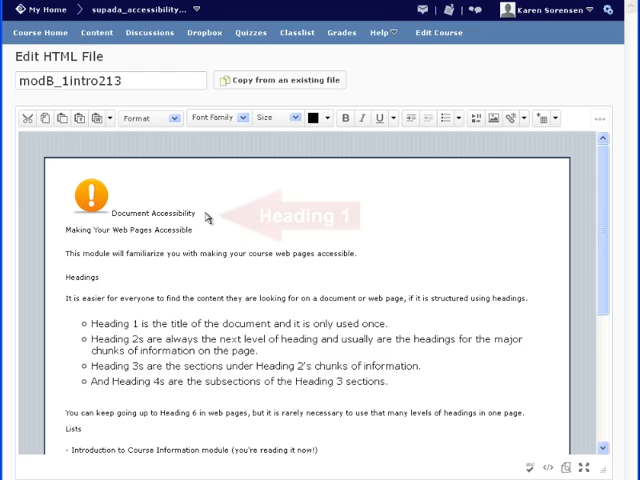 My Home supada_accessibility... Karen Sorensen
Course Home Content Discussions Dropbox Quizzes Classlist Grades Help Edit Course
Edit HTML File
modB_1intro213 Copy from an existing file
Format Font Family Size B I U
Document Accessibility Heading 1
Making Your Web Pages Accessible
This module will familiarize you with making your course web pages accessible.
Headings
It is easier for everyone to find the content they are looking for on a document or web page, if it is structured using headings.
Heading 1 is the title of the document and it is only used once.
Heading 2s are always the next level of heading and usually are the headings for the major
chunks of information on the page.
Heading 3s are the sections under Heading 2's chunks of information.
And Heading 4s are the subsections of the Heading 3 sections.
You can keep going up to Heading 6 in web pages, but it is rarely necessary to use that many levels of headings in one page.
Lists
- Introduction to Course Information module (you're reading it now!)